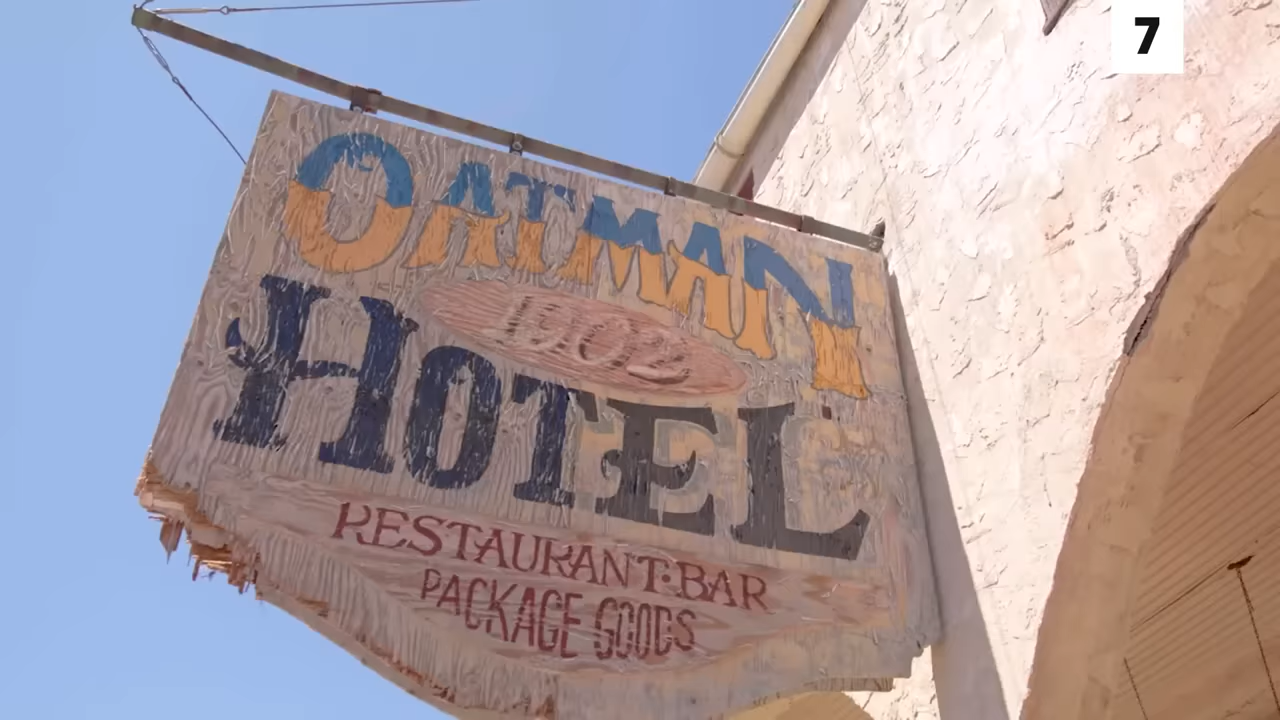 7
OATMAN
1902
HOTEL
RESTAURANT·BAR
PACKAGE GOODS